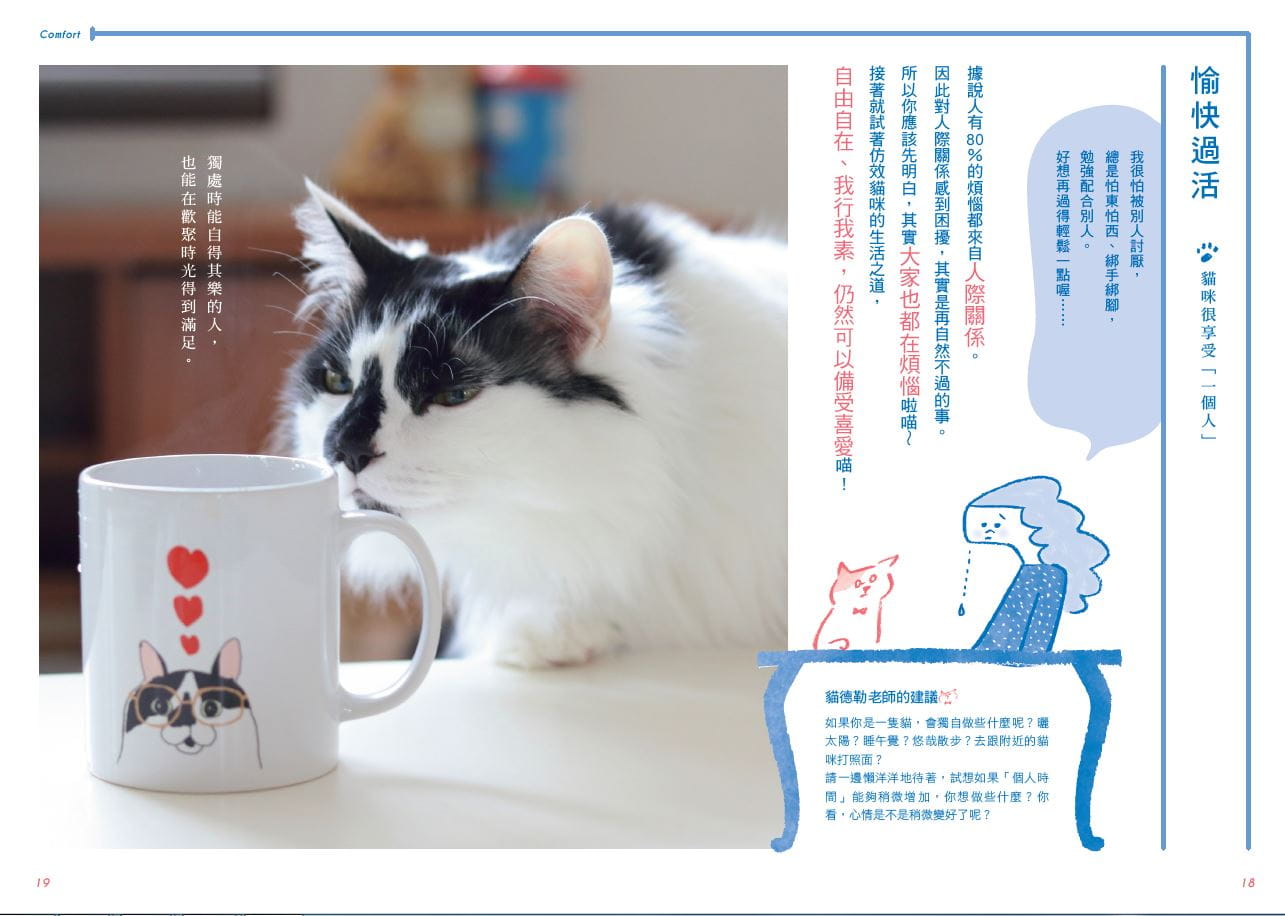 Comfort
愉快過活
貓咪很享受「一個人」
我很怕被別人討厭，
總是怕東怕西、綁手綁腳，
勉強配合別人。
好想再過得輕鬆一點喔……
據說人有80%的煩惱都來自人際關係。
因此對人際關係感到困擾，其實是再自然不過的事。
所以你應該先明白，其實大家也都在煩惱啦喵~
接著就試著仿效貓咪的生活之道，
自由自在、我行我素，仍然可以備受喜愛喵！
貓德勒老師的建議
如果你是一隻貓，會獨自做些什麼呢？曬
太陽？睡午覺？悠哉散步？去跟附近的貓
咪打照面？
請一邊懶洋洋地待著，試想如果「個人時
間」能夠稍微增加，你想做些什麼？你
看，心情是不是稍微變好了呢？
18
獨處時能自得其樂的人，
也能在歡聚時光得到滿足。
19